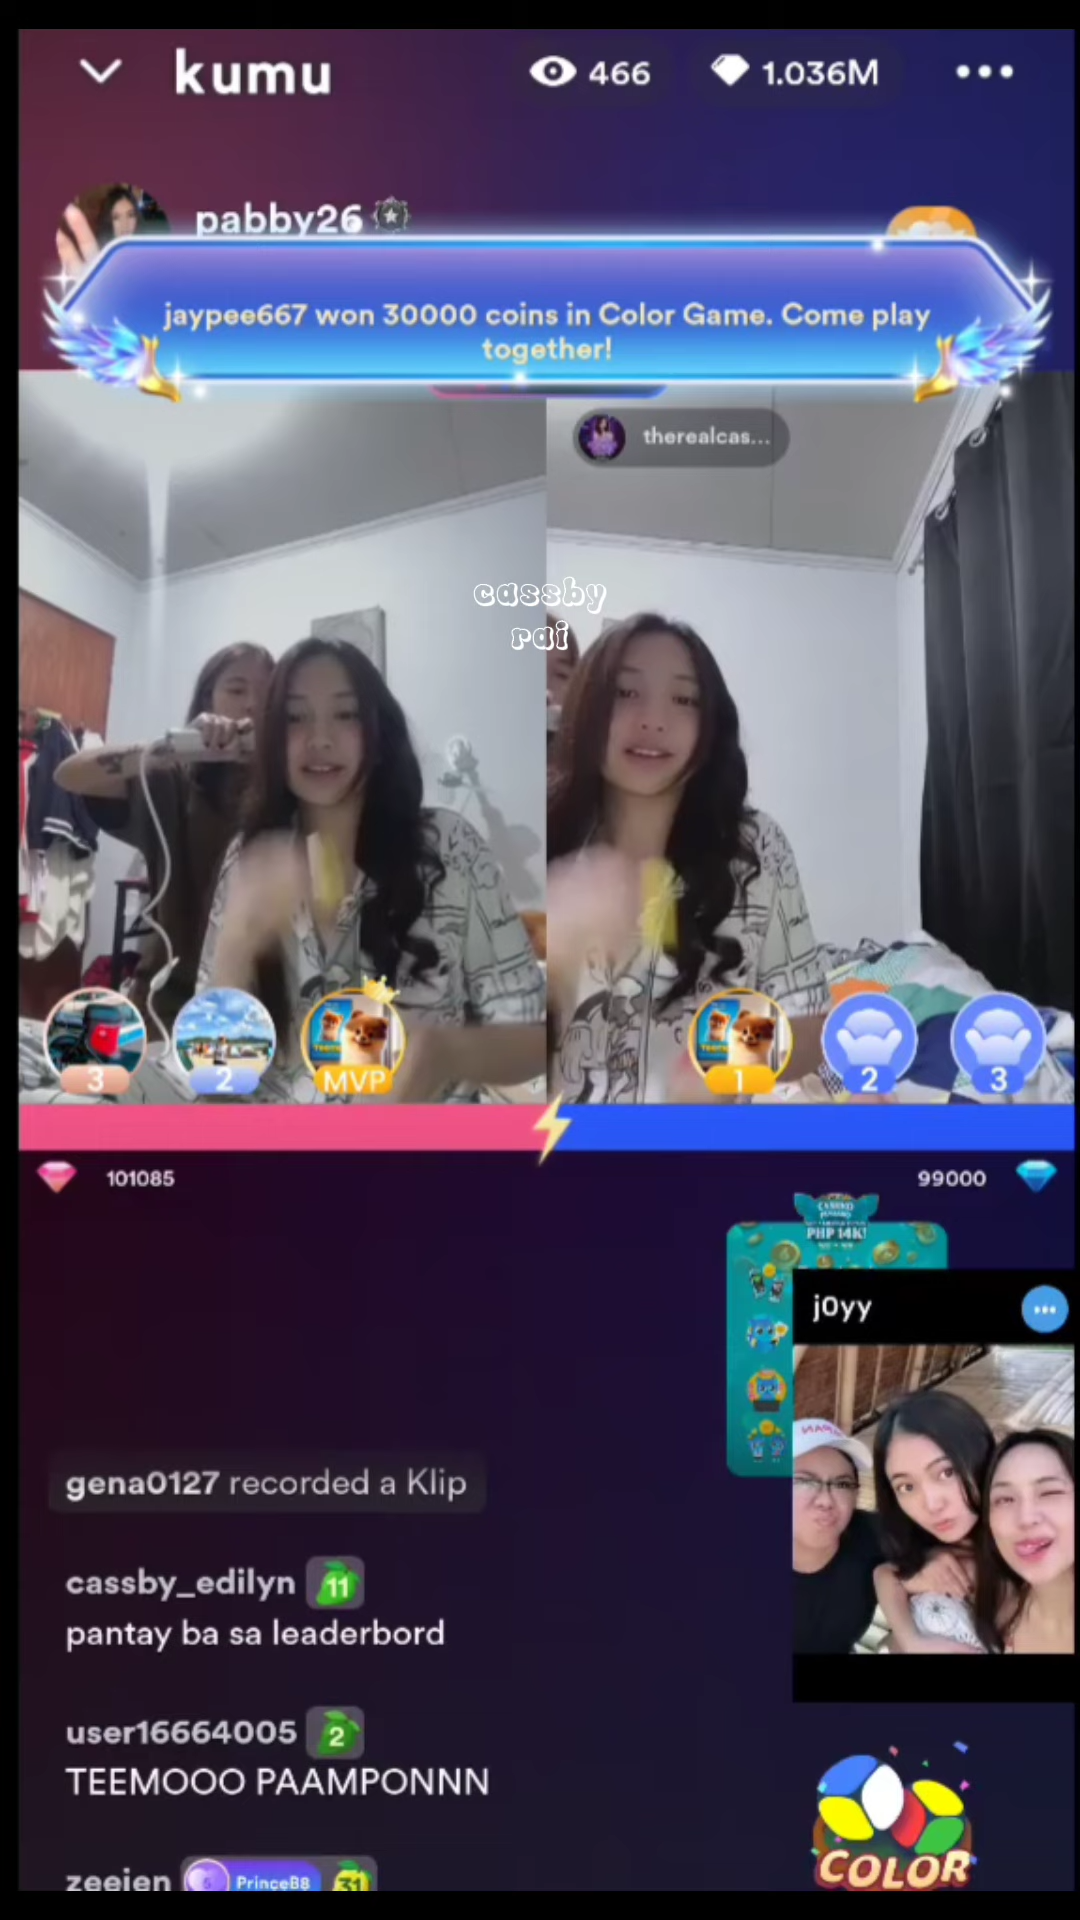 kumu
466
1.036M
pabby26
jaypee667 won 30000 coins in Color Game. Come play
together!
therealcas...
cassby
rai
3
2
MVP
1
2
3
101085
99000
PHP 14K!
j0yy
gena0127 recorded a Klip
cassby_edilyn 11
pantay ba sa leaderbord
user16664005 2
TEEMOOO PAAMPONNN
zeejen PrinceB8 31
COLOR